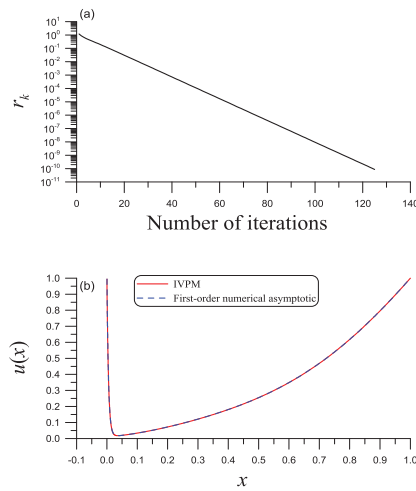 (a)
10^1
10^0
10^-1
10^-2
10^-3
10^-4
10^-5
10^-6
10^-7
10^-8
10^-9
10^-10
10^-11
r_k
0 20 40 60 80 100 120 140
Number of iterations
(b)
IVPM
First-order numerical asymptotic
1.0
0.9
0.8
0.7
0.6
0.5
0.4
0.3
0.2
0.1
0.0
u(x)
-0.1 0.0 0.1 0.2 0.3 0.4 0.5 0.6 0.7 0.8 0.9 1.0
x